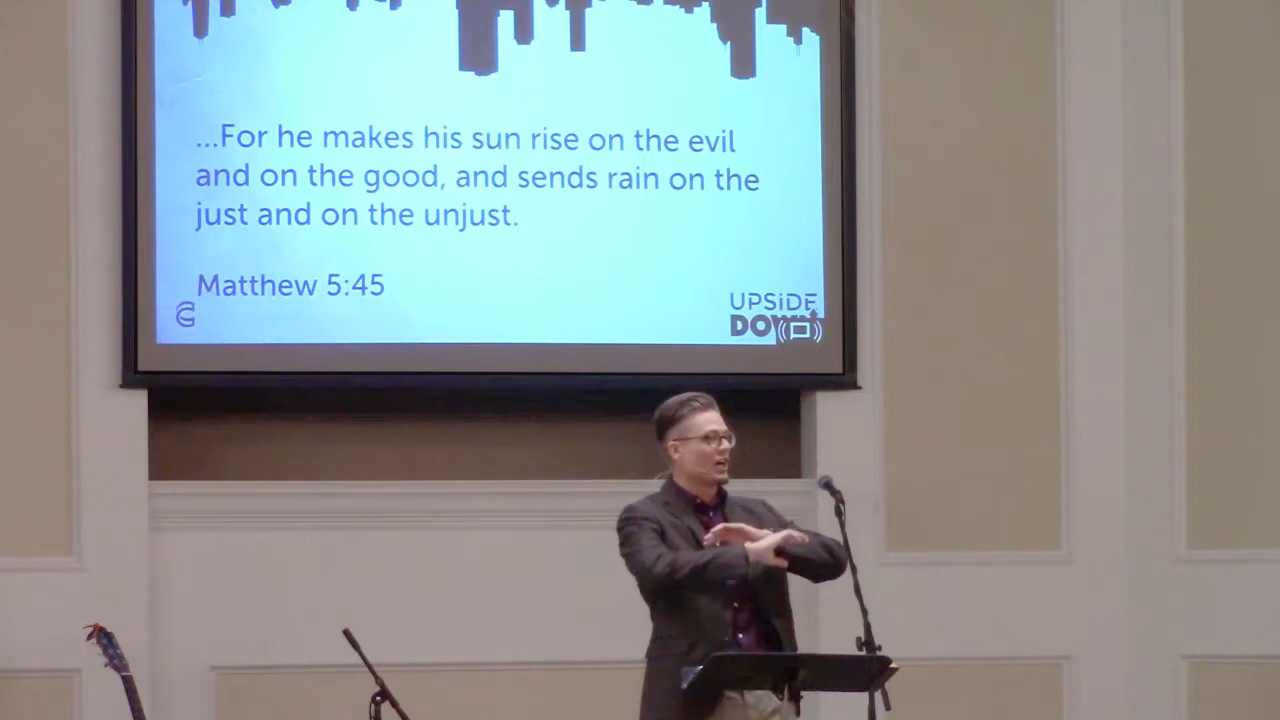 ...For he makes his sun rise on the evil
and on the good, and sends rain on the
just and on the unjust.
Matthew 5:45
UPSiDE